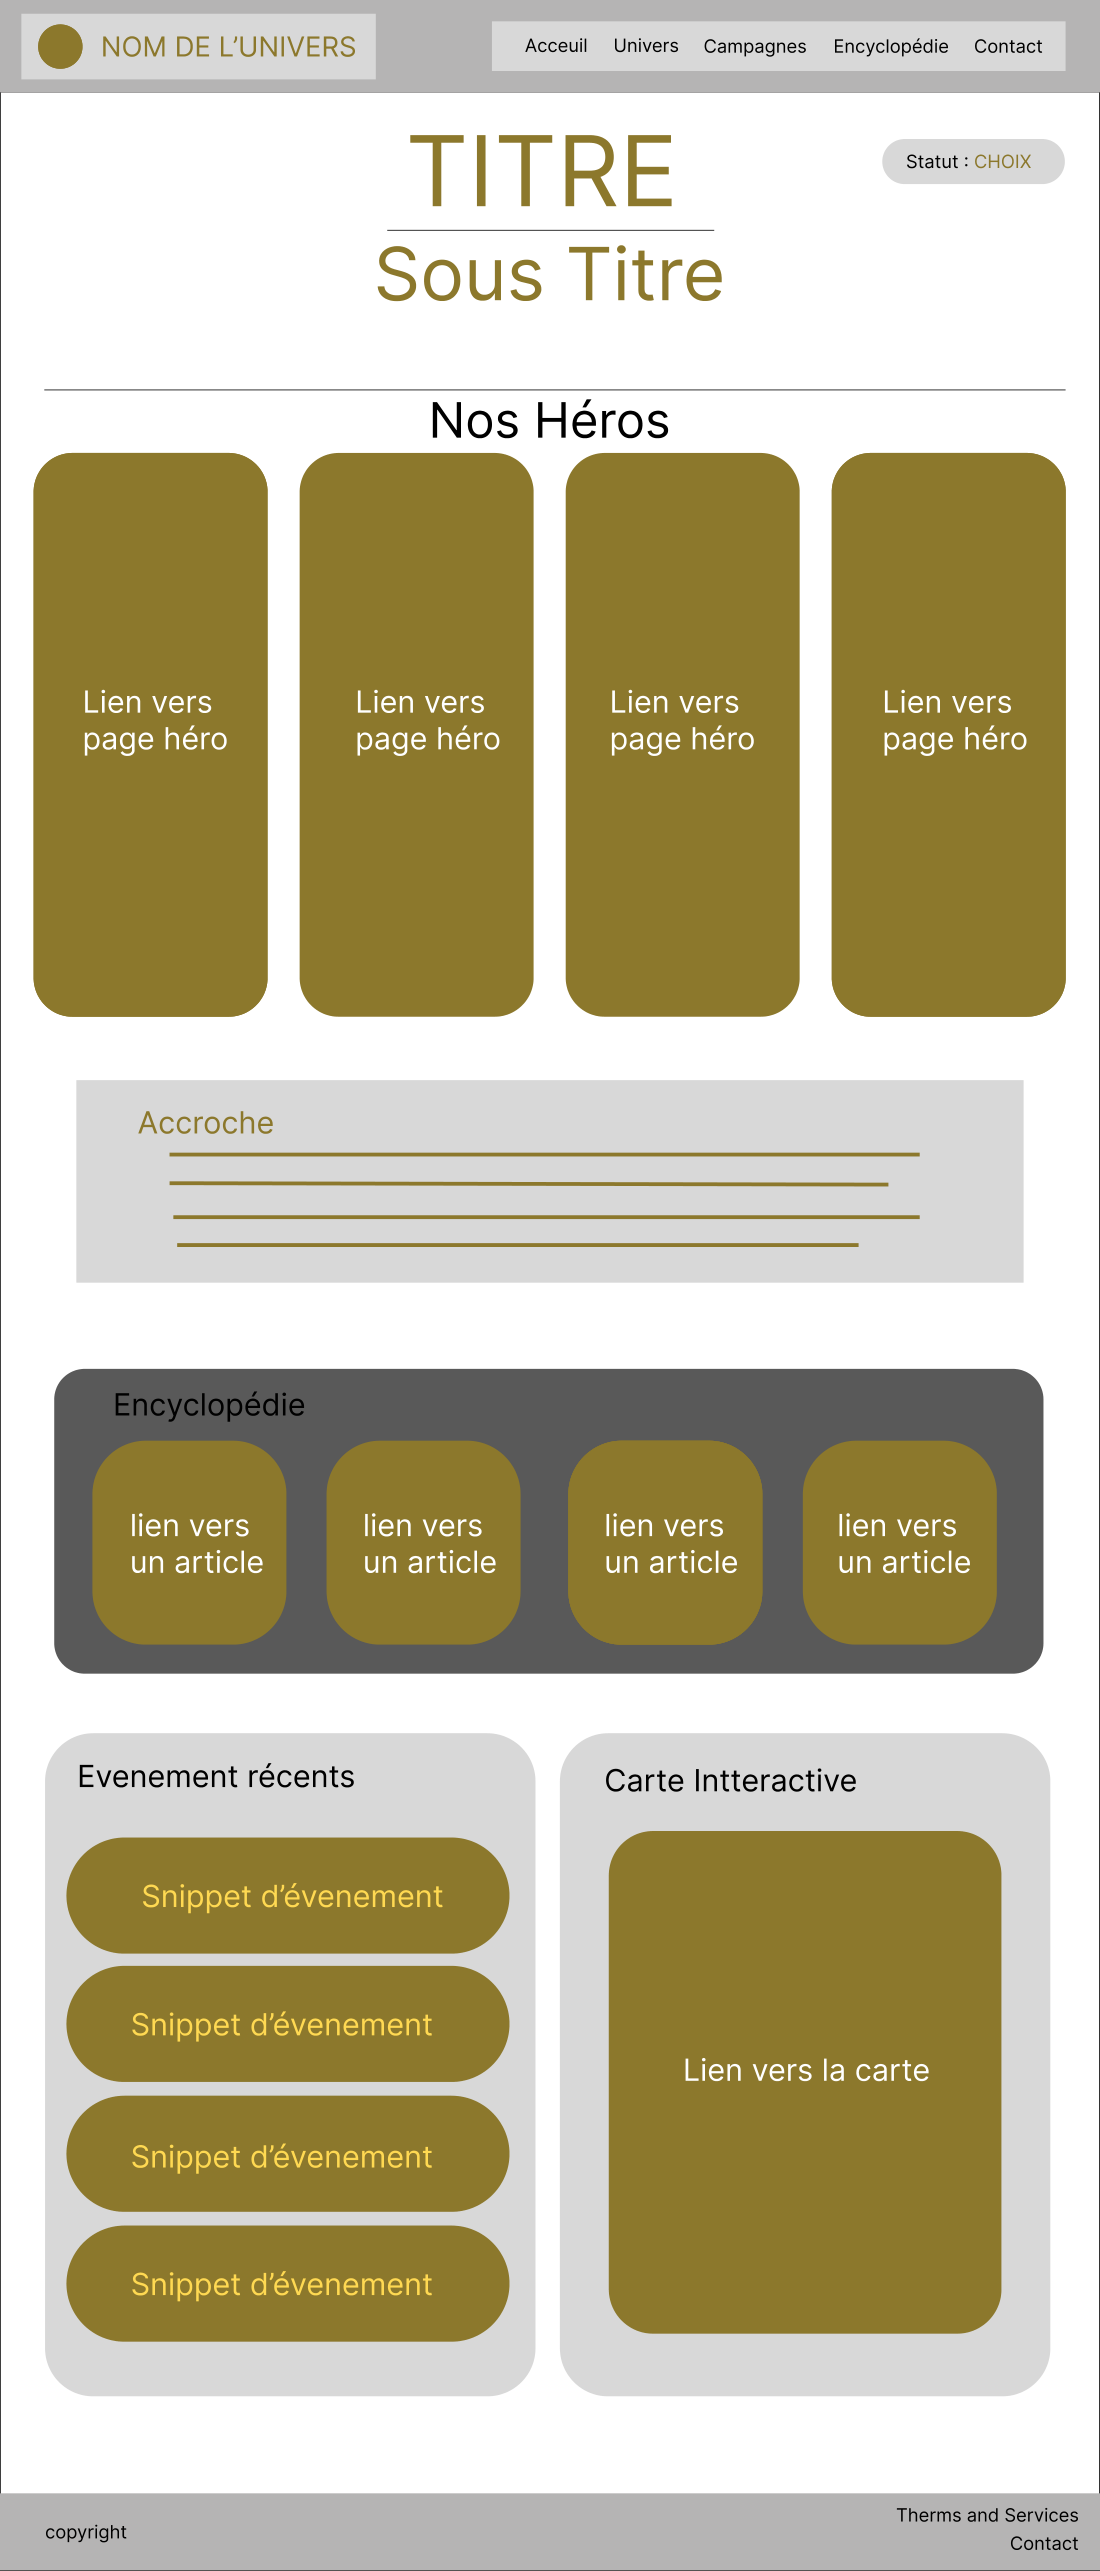 NOM DE L’UNIVERS
Acceuil Univers Campagnes Encyclopédie Contact
TITRE
Statut : CHOIX
Sous Titre
Nos Héros
Lien vers
page héro
Lien vers
page héro
Lien vers
page héro
Lien vers
page héro
Accroche
Encyclopédie
lien vers
un article
lien vers
un article
lien vers
un article
lien vers
un article
Evenement récents
Snippet d’évenement
Snippet d’évenement
Snippet d’évenement
Snippet d’évenement
Carte Intteractive
Lien vers la carte
copyright
Therms and Services
Contact